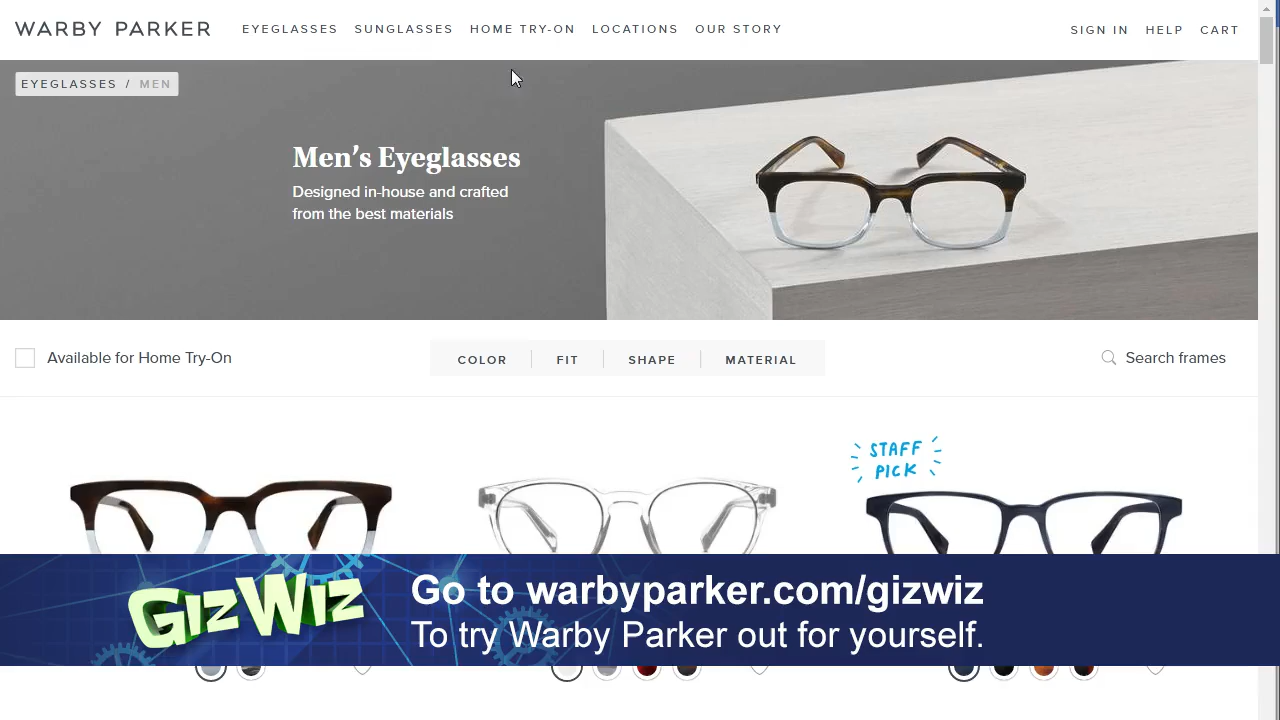 WARBY PARKER
EYEGLASSES SUNGLASSES HOME TRY-ON LOCATIONS OUR STORY
SIGN IN HELP CART
EYEGLASSES / MEN
Men's Eyeglasses
Designed in-house and crafted
from the best materials
Available for Home Try-On
COLOR FIT SHAPE MATERIAL
Search frames
STAFF
PICK
GIZWIZ
Go to warbyparker.com/gizwiz
To try Warby Parker out for yourself.